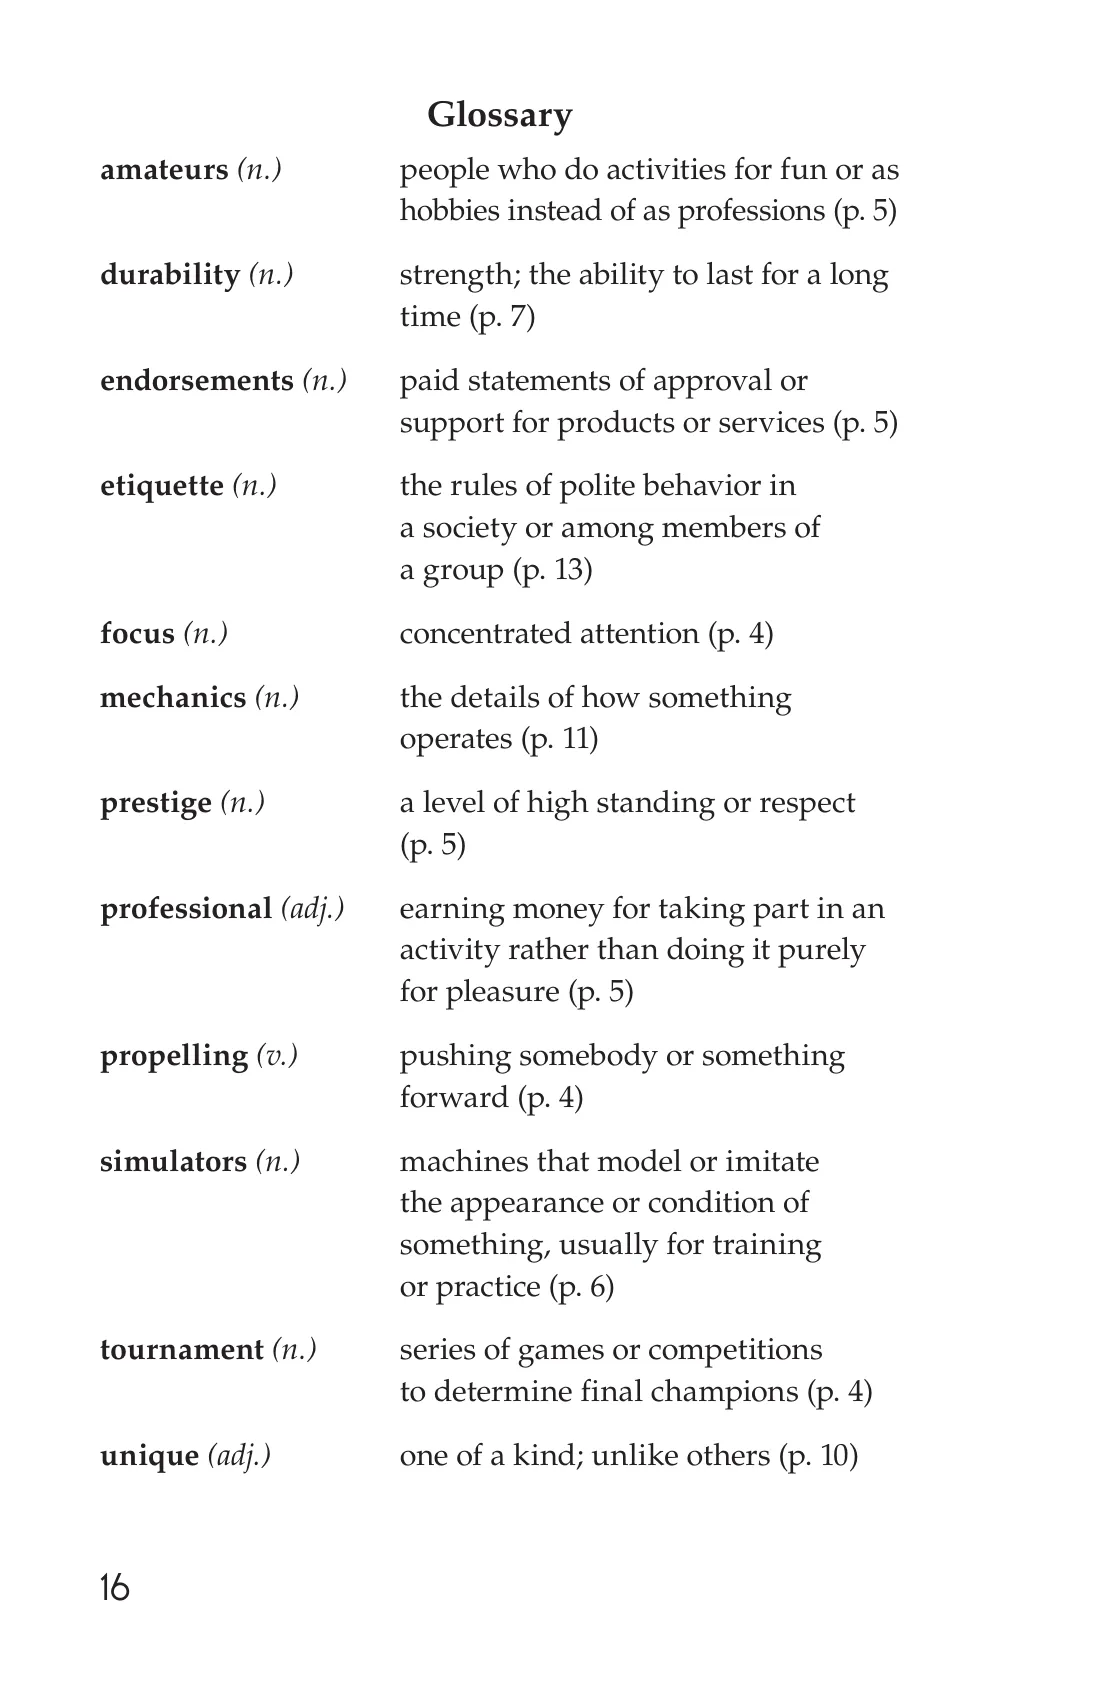 Glossary
amateurs (n.) people who do activities for fun or as
hobbies instead of as professions (p. 5)
durability (n.) strength; the ability to last for a long
time (p. 7)
endorsements (n.) paid statements of approval or
support for products or services (p. 5)
etiquette (n.) the rules of polite behavior in
a society or among members of
a group (p. 13)
focus (n.) concentrated attention (p. 4)
mechanics (n.) the details of how something
operates (p. 11)
prestige (n.) a level of high standing or respect
(p. 5)
professional (adj.) earning money for taking part in an
activity rather than doing it purely
for pleasure (p. 5)
propelling (v.) pushing somebody or something
forward (p. 4)
simulators (n.) machines that model or imitate
the appearance or condition of
something, usually for training
or practice (p. 6)
tournament (n.) series of games or competitions
to determine final champions (p. 4)
unique (adj.) one of a kind; unlike others (p. 10)
16